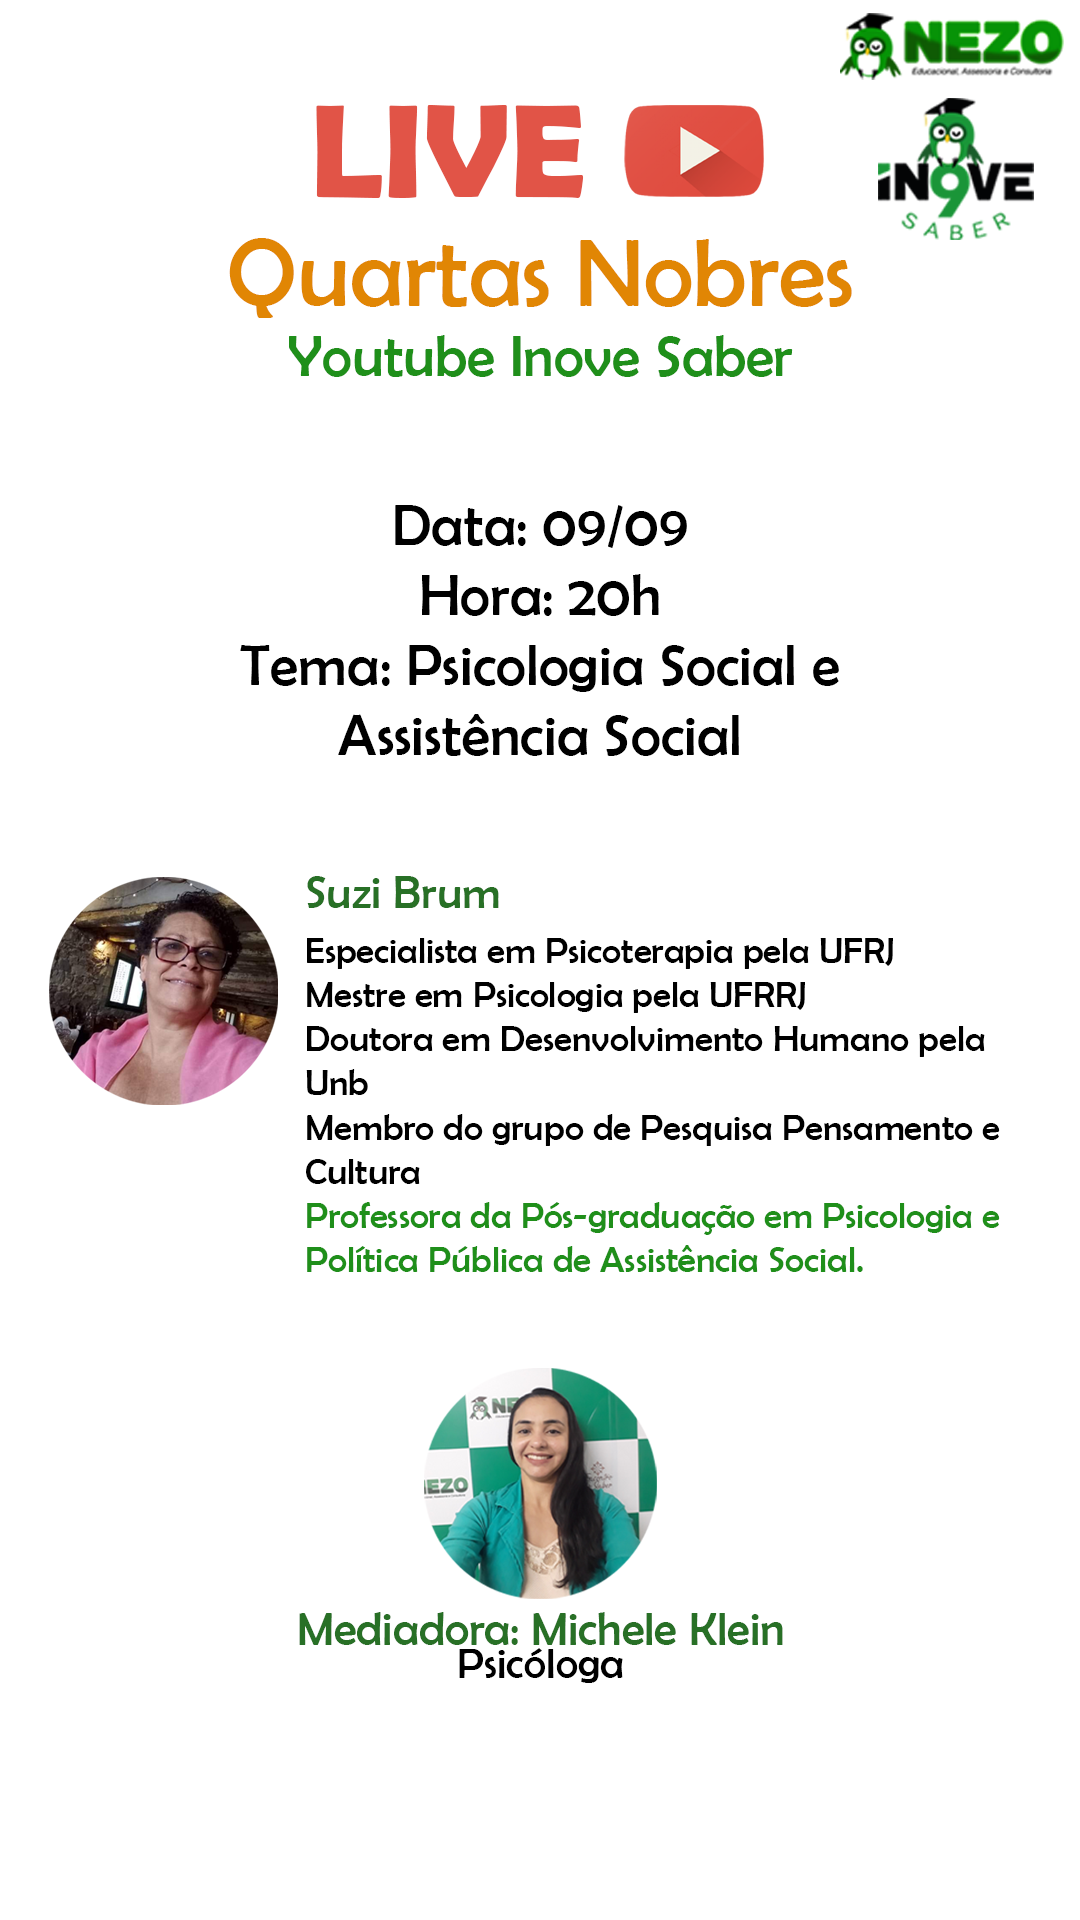 NEZO
Educacional, Assessoria e Consultoria
LIVE
IN9VE
SABER
Quartas Nobres
Youtube Inove Saber
Data: 09/09
Hora: 20h
Tema: Psicologia Social e
Assistência Social
Suzi Brum
Especialista em Psicoterapia pela UFRJ
Mestre em Psicologia pela UFRRJ
Doutora em Desenvolvimento Humano pela
Unb
Membro do grupo de Pesquisa Pensamento e
Cultura
Professora da Pós-graduação em Psicologia e
Política Pública de Assistência Social.
NEZO
Mediadora: Michele Klein
Psicóloga